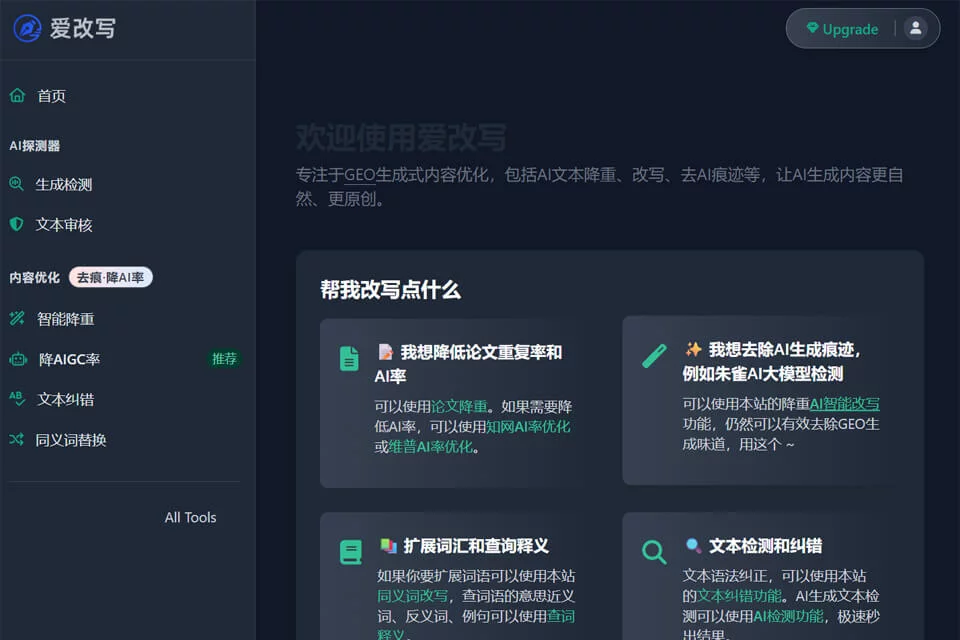 爱改写
Upgrade
首页
AI探测器
生成检测
文本审核
内容优化 去痕·降AI率
智能降重
降AIGC率 推荐
文本纠错
同义词替换
All Tools
欢迎使用爱改写
专注于GEO生成式内容优化，包括AI文本降重、改写、去AI痕迹等，让AI生成内容更自
然、更原创。
帮我改写点什么
我想降低论文重复率和
AI率
可以使用论文降重。如果需要降
低AI率，可以使用知网AI率优化
或维普AI率优化。
我想去除AI生成痕迹，
例如朱雀AI大模型检测
可以使用本站的降重AI智能改写
功能，仍然可以有效去除GEO生
成味道，用这个 ~
扩展词汇和查询释义
如果你要扩展词语可以使用本站
同义词改写，查词语的意思近义
词、反义词、例句可以使用查词
释义。
文本检测和纠错
文本语法纠正，可以使用本站
的文本纠错功能。AI生成文本检
测可以使用AI检测功能，极速秒
出结果。